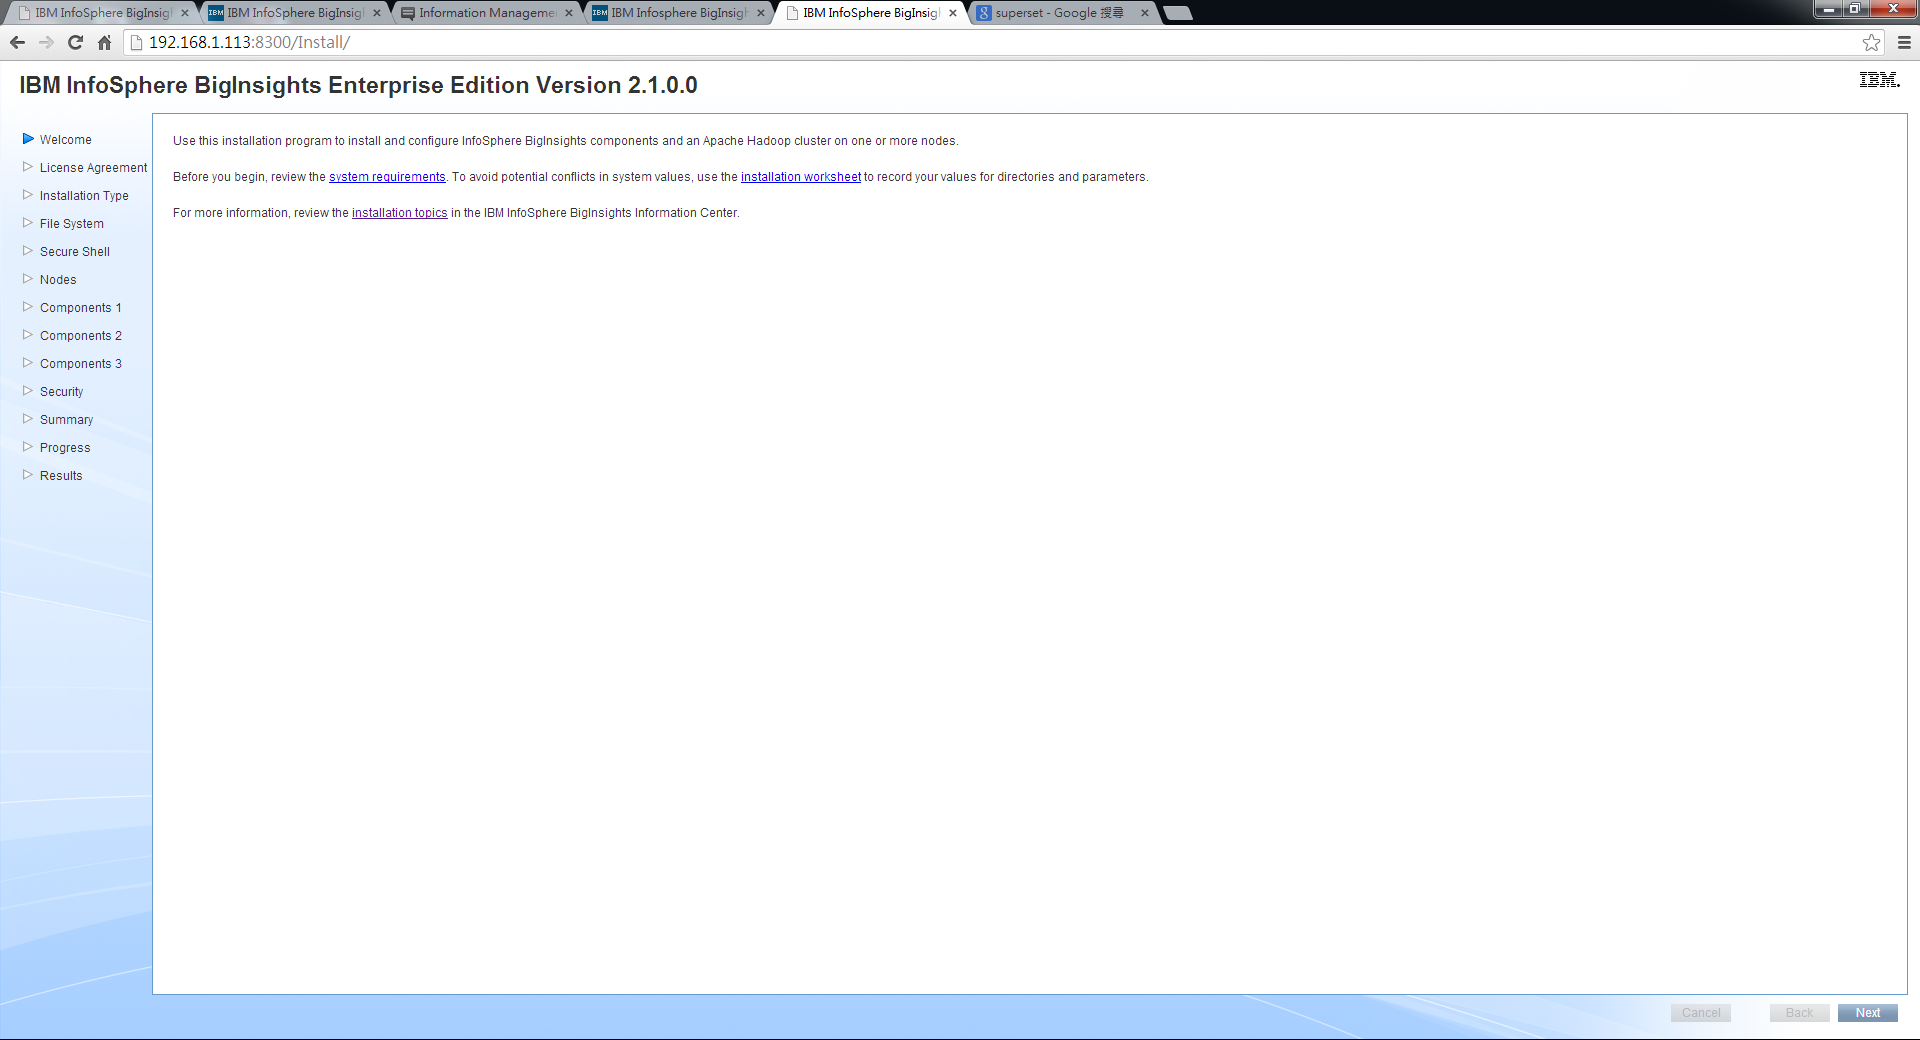 IBM InfoSphere BigInsigh
IBM InfoSphere BigInsigh
Information Managemen
IBM Infosphere BigInsigh
IBM InfoSphere BigInsigh
superset - Google 搜尋
192.168.1.113:8300/Install/
IBM InfoSphere BigInsights Enterprise Edition Version 2.1.0.0
IBM.
Welcome
License Agreement
Installation Type
File System
Secure Shell
Nodes
Components 1
Components 2
Components 3
Security
Summary
Progress
Results
Use this installation program to install and configure InfoSphere BigInsights components and an Apache Hadoop cluster on one or more nodes.
Before you begin, review the system requirements. To avoid potential conflicts in system values, use the installation worksheet to record your values for directories and parameters.
For more information, review the installation topics in the IBM InfoSphere BigInsights Information Center.
Cancel
Back
Next